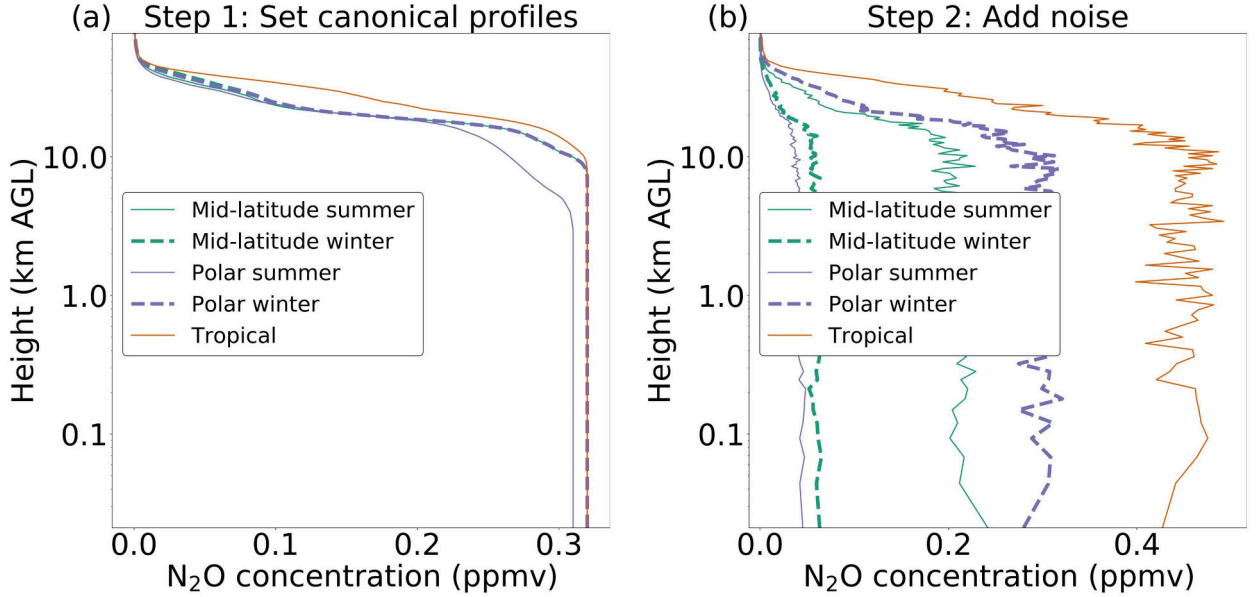 (a) Step 1: Set canonical profiles
Height (km AGL)
10.0
1.0
0.1
Mid-latitude summer
Mid-latitude winter
Polar summer
Polar winter
Tropical
0.0 0.1 0.2 0.3
N₂O concentration (ppmv)
(b) Step 2: Add noise
Height (km AGL)
10.0
1.0
0.1
Mid-latitude summer
Mid-latitude winter
Polar summer
Polar winter
Tropical
0.0 0.2 0.4
N₂O concentration (ppmv)